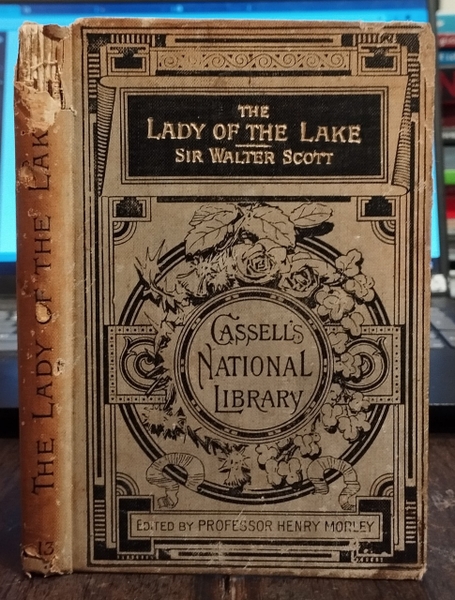 THE
LADY OF THE LAKE
SIR WALTER SCOTT
CASSELL'S
NATIONAL
LIBRARY
EDITED BY PROFESSOR HENRY MORLEY
THE LADY OF THE LAK
13